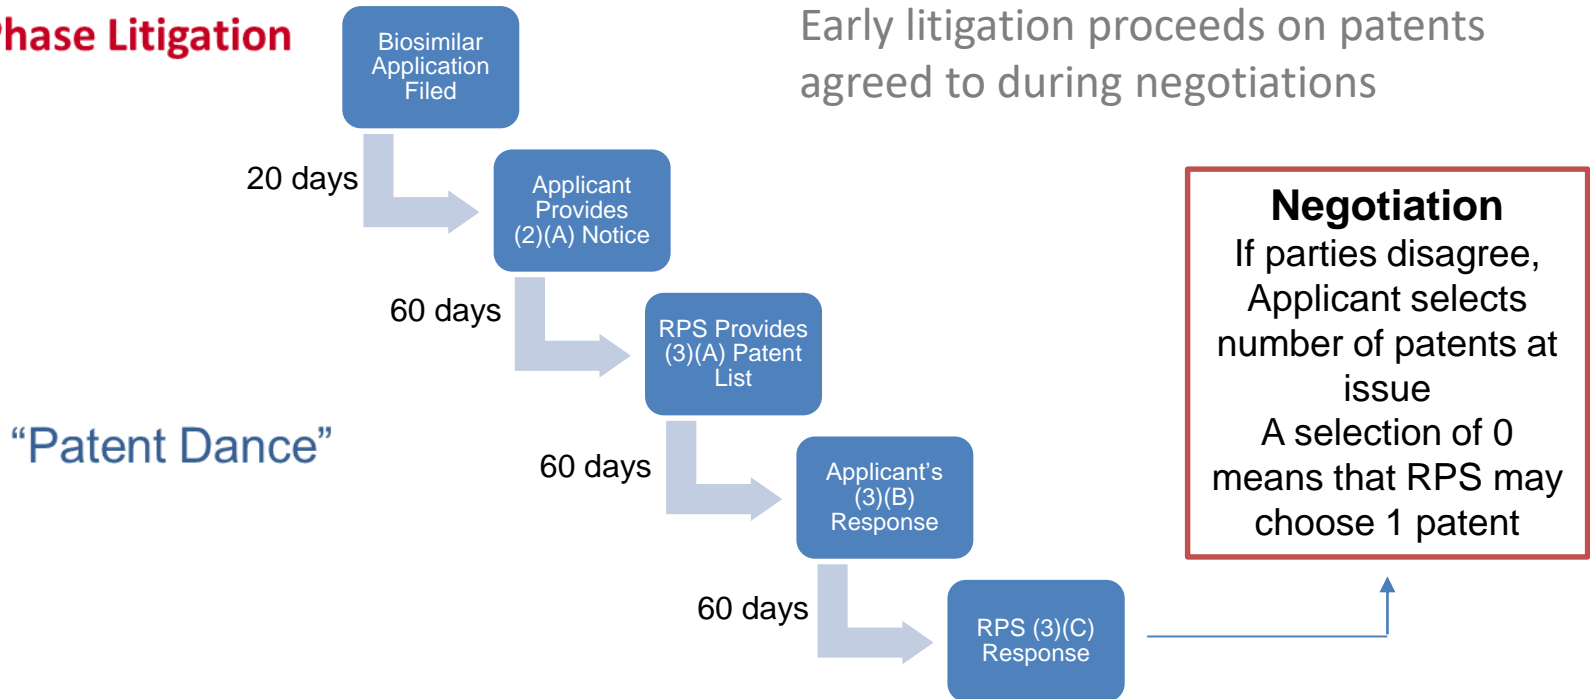 Phase Litigation
Early litigation proceeds on patents
agreed to during negotiations
Biosimilar
Application
Filed
20 days
Applicant
Provides
(2)(A) Notice
60 days
RPS Provides
(3)(A) Patent
List
"Patent Dance"
60 days
Applicant's
(3)(B)
Response
60 days
RPS (3)(C)
Response
Negotiation
If parties disagree,
Applicant selects
number of patents at
issue
A selection of 0
means that RPS may
choose 1 patent